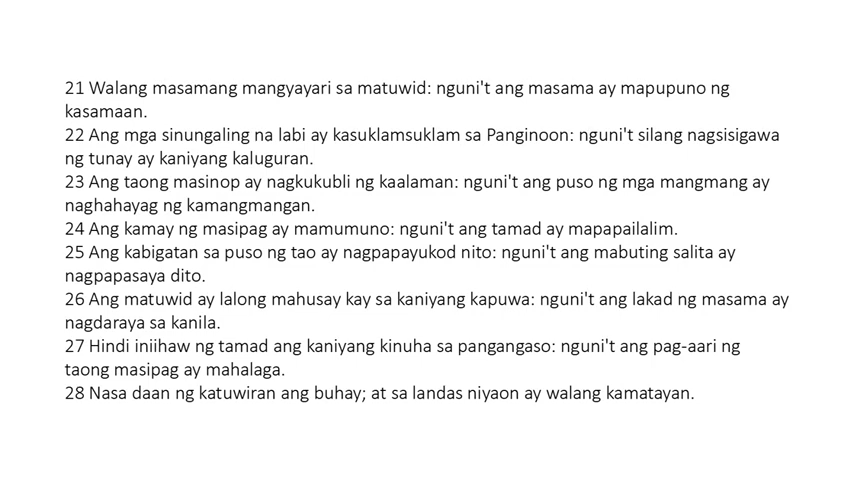 21 Walang masamang mangyayari sa matuwid: nguni't ang masama ay mapupuno ng
kasamaan.
22 Ang mga sinungaling na labi ay kasuklamsuklam sa Panginoon: nguni't silang nagsisigawa
ng tunay ay kaniyang kaluguran.
23 Ang taong masinop ay nagkukubli ng kaalaman: nguni't ang puso ng mga mangmang ay
naghahayag ng kamangmangan.
24 Ang kamay ng masipag ay mamumuno: nguni't ang tamad ay mapapailalim.
25 Ang kabigatan sa puso ng tao ay nagpapayukod nito: nguni't ang mabuting salita ay
nagpapasaya dito.
26 Ang matuwid ay lalong mahusay kay sa kaniyang kapuwa: nguni't ang lakad ng masama ay
nagdaraya sa kanila.
27 Hindi iniihaw ng tamad ang kaniyang kinuha sa pangangaso: nguni't ang pag-aari ng
taong masipag ay mahalaga.
28 Nasa daan ng katuwiran ang buhay; at sa landas niyaon ay walang kamatayan.